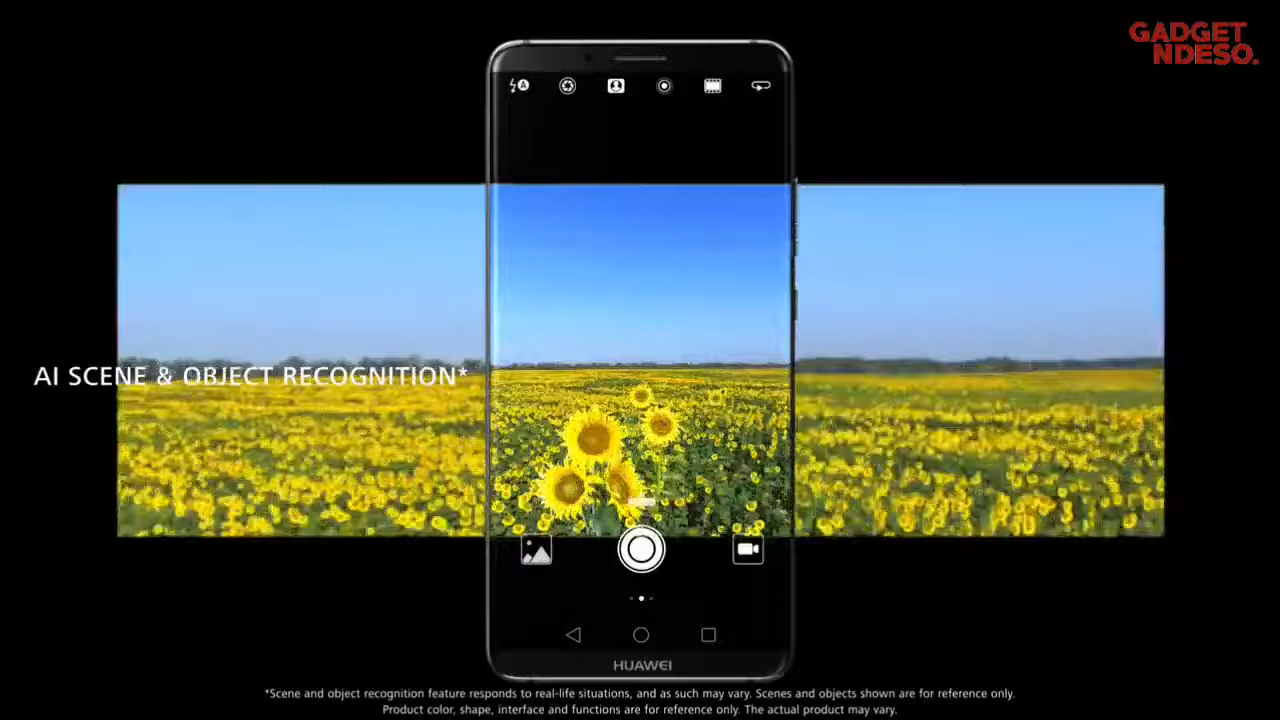 GADGET
NDESO.
A
AI SCENE & OBJECT RECOGNITION*
HUAWEI
*Scene and object recognition feature responds to real-life situations, and as such may vary. Scenes and objects shown are for reference only.
Product color, shape, interface and functions are for reference only. The actual product may vary.